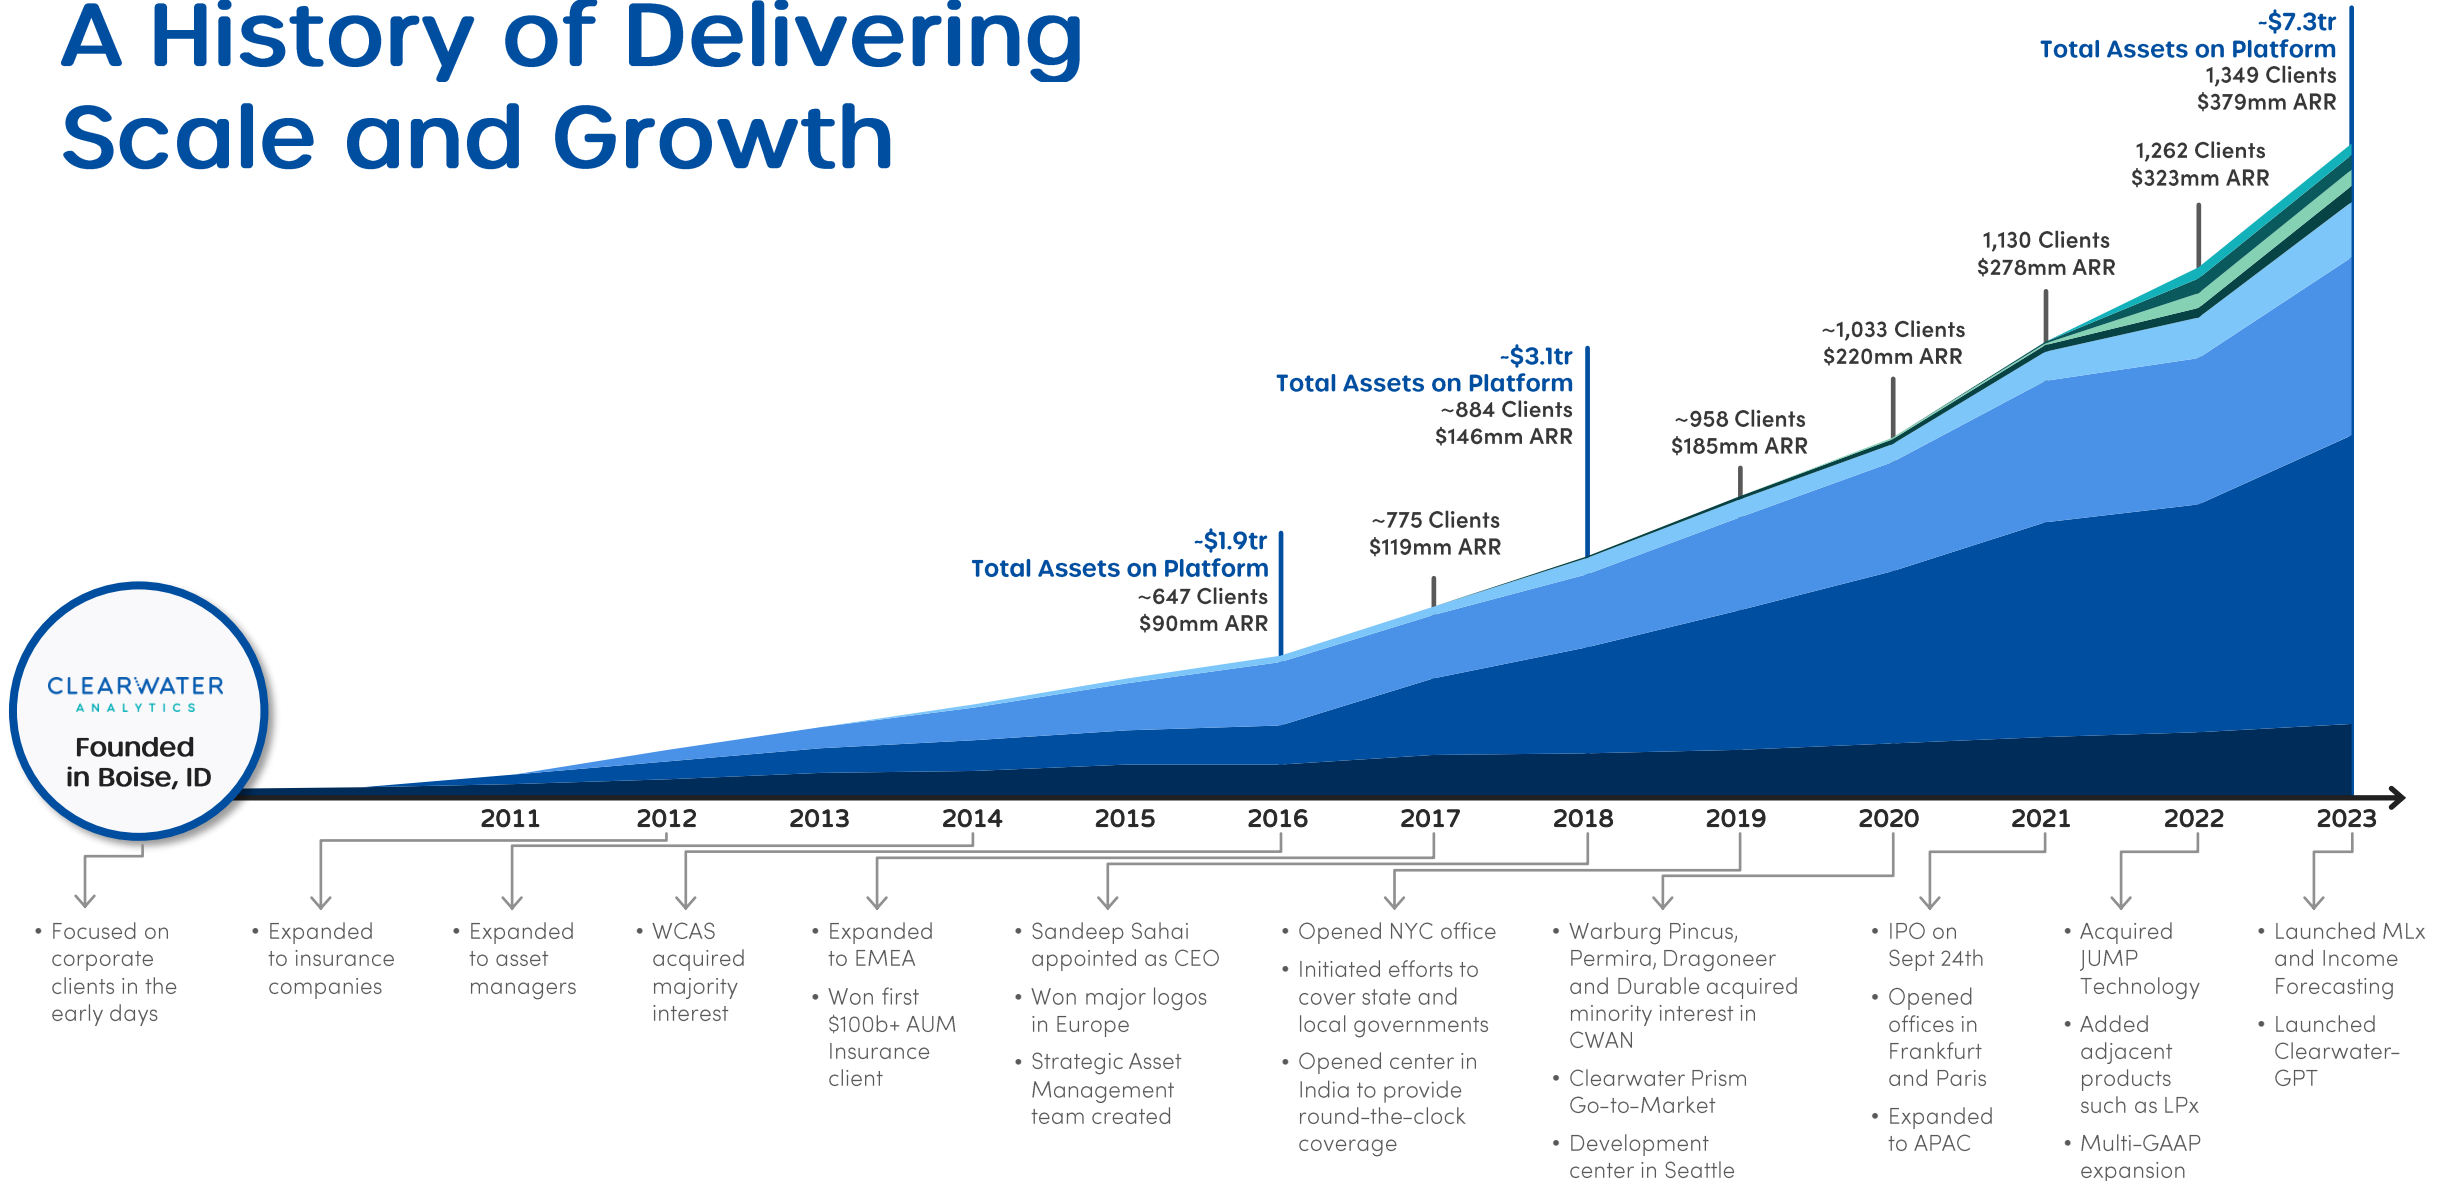 A History of Delivering
Scale and Growth
~$7.3tr
Total Assets on Platform
1,349 Clients
$379mm ARR
1,262 Clients
$323mm ARR
1,130 Clients
$278mm ARR
~1,033 Clients
$220mm ARR
~$3.1tr
Total Assets on Platform
~884 Clients
$146mm ARR
~958 Clients
$185mm ARR
~775 Clients
$119mm ARR
~$1.9tr
Total Assets on Platform
~647 Clients
$90mm ARR
CLEARWATER
ANALYTICS
Founded
in Boise, ID
2011 2012 2013 2014 2015 2016 2017 2018 2019 2020 2021 2022 2023
• Focused on
corporate
clients in the
early days
• Expanded
to insurance
companies
• Expanded
to asset
managers
• WCAS
acquired
majority
interest
• Expanded
to EMEA
• Won first
$100b+ AUM
Insurance
client
• Sandeep Sahai
appointed as CEO
• Won major logos
in Europe
• Strategic Asset
Management
team created
• Opened NYC office
• Initiated efforts to
cover state and
local governments
• Opened center in
India to provide
round-the-clock
coverage
• Warburg Pincus,
Permira, Dragoneer
and Durable acquired
minority interest in
CWAN
• Clearwater Prism
Go-to-Market
• Development
center in Seattle
• IPO on
Sept 24th
• Opened
offices in
Frankfurt
and Paris
• Expanded
to APAC
• Acquired
JUMP
Technology
• Added
adjacent
products
such as LPx
• Multi-GAAP
expansion
• Launched MLx
and Income
Forecasting
• Launched
Clearwater-
GPT